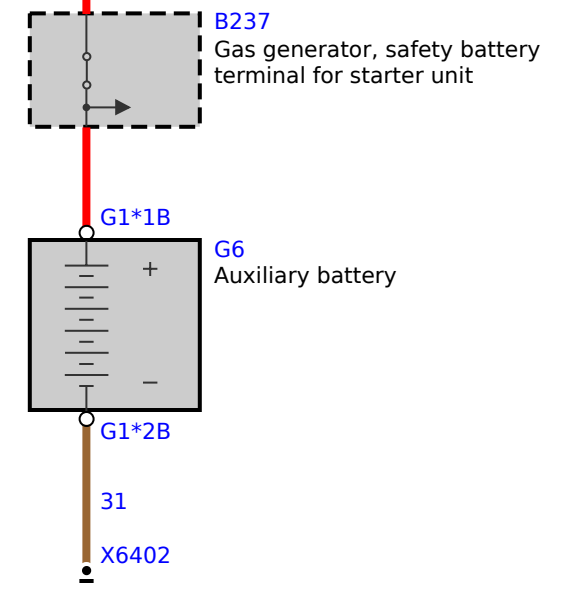 B237
Gas generator, safety battery
terminal for starter unit
G1*1B
G6
Auxiliary battery
+
−
G1*2B
31
X6402